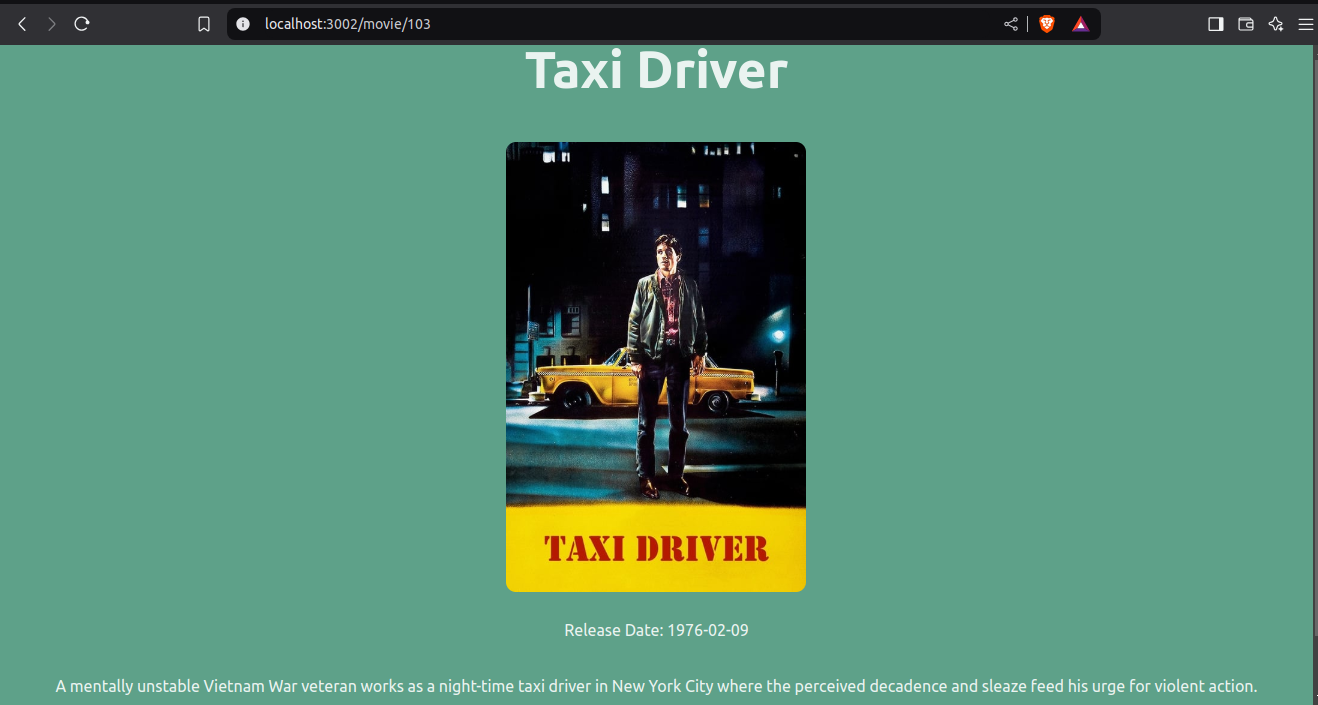 localhost:3002/movie/103
Taxi Driver
TAXI DRIVER
Release Date: 1976-02-09
A mentally unstable Vietnam War veteran works as a night-time taxi driver in New York City where the perceived decadence and sleaze feed his urge for violent action.